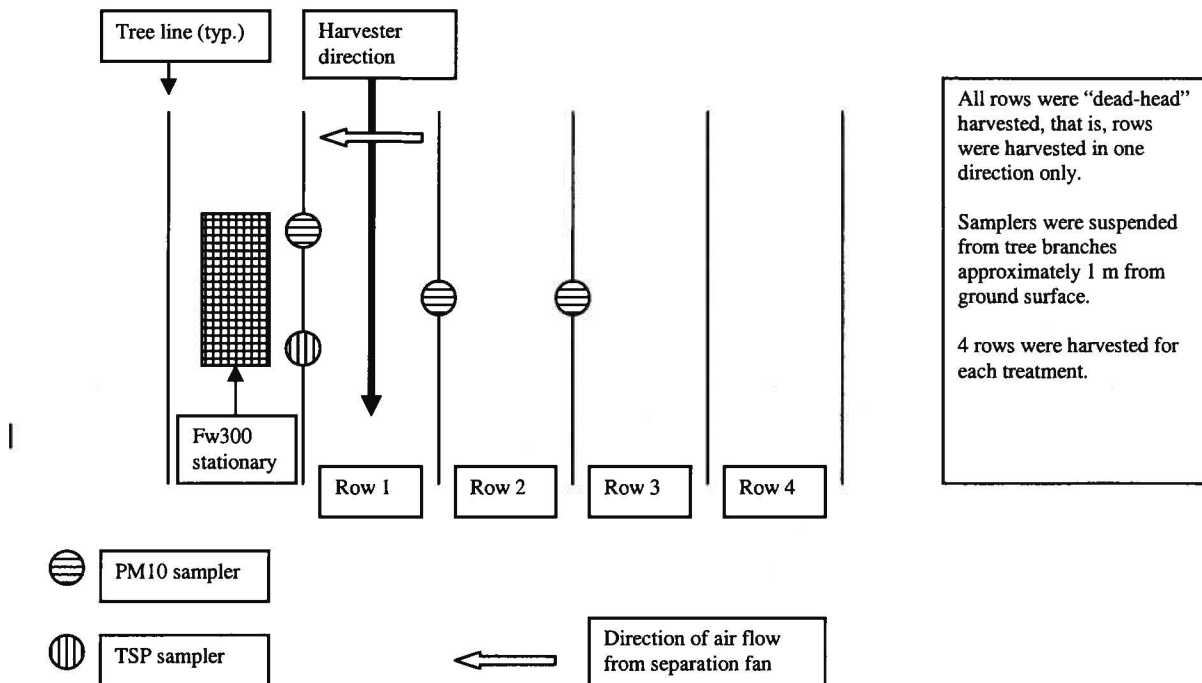 Tree line (typ.)
Harvester
direction
All rows were “dead-head”
harvested, that is, rows
were harvested in one
direction only.
Samplers were suspended
from tree branches
approximately 1 m from
ground surface.
4 rows were harvested for
each treatment.
Fw300
stationary
Row 1
Row 2
Row 3
Row 4
PM10 sampler
TSP sampler
Direction of air flow
from separation fan